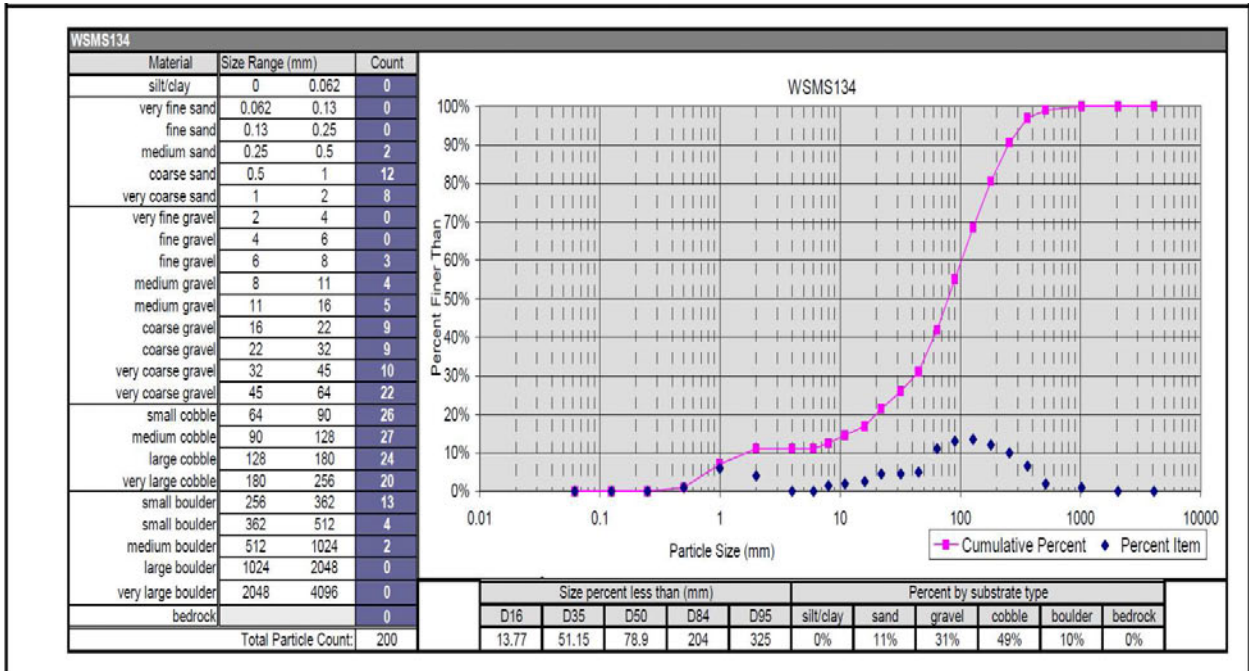 WSMS134
Material Size Range (mm) Count
silt/clay 0 0.062 0
very fine sand 0.062 0.13 0
fine sand 0.13 0.25 0
medium sand 0.25 0.5 2
coarse sand 0.5 1 12
very coarse sand 1 2 8
very fine gravel 2 4 0
fine gravel 4 6 0
fine gravel 6 8 3
medium gravel 8 11 4
medium gravel 11 16 5
coarse gravel 16 22 9
coarse gravel 22 32 9
very coarse gravel 32 45 10
very coarse gravel 45 64 22
small cobble 64 90 26
medium cobble 90 128 27
large cobble 128 180 24
very large cobble 180 256 20
small boulder 256 362 13
small boulder 362 512 4
medium boulder 512 1024 2
large boulder 1024 2048 0
very large boulder 2048 4096 0
bedrock 0
Total Particle Count: 200
WSMS134
Percent Finer Than
100%
90%
80%
70%
60%
50%
40%
30%
20%
10%
0%
0.01 0.1 1 10 100 1000 10000
Particle Size (mm)
Cumulative Percent Percent Item
Size percent less than (mm) Percent by substrate type
D16 D35 D50 D84 D95 silt/clay sand gravel cobble boulder bedrock
13.77 51.15 78.9 204 325 0% 11% 31% 49% 10% 0%